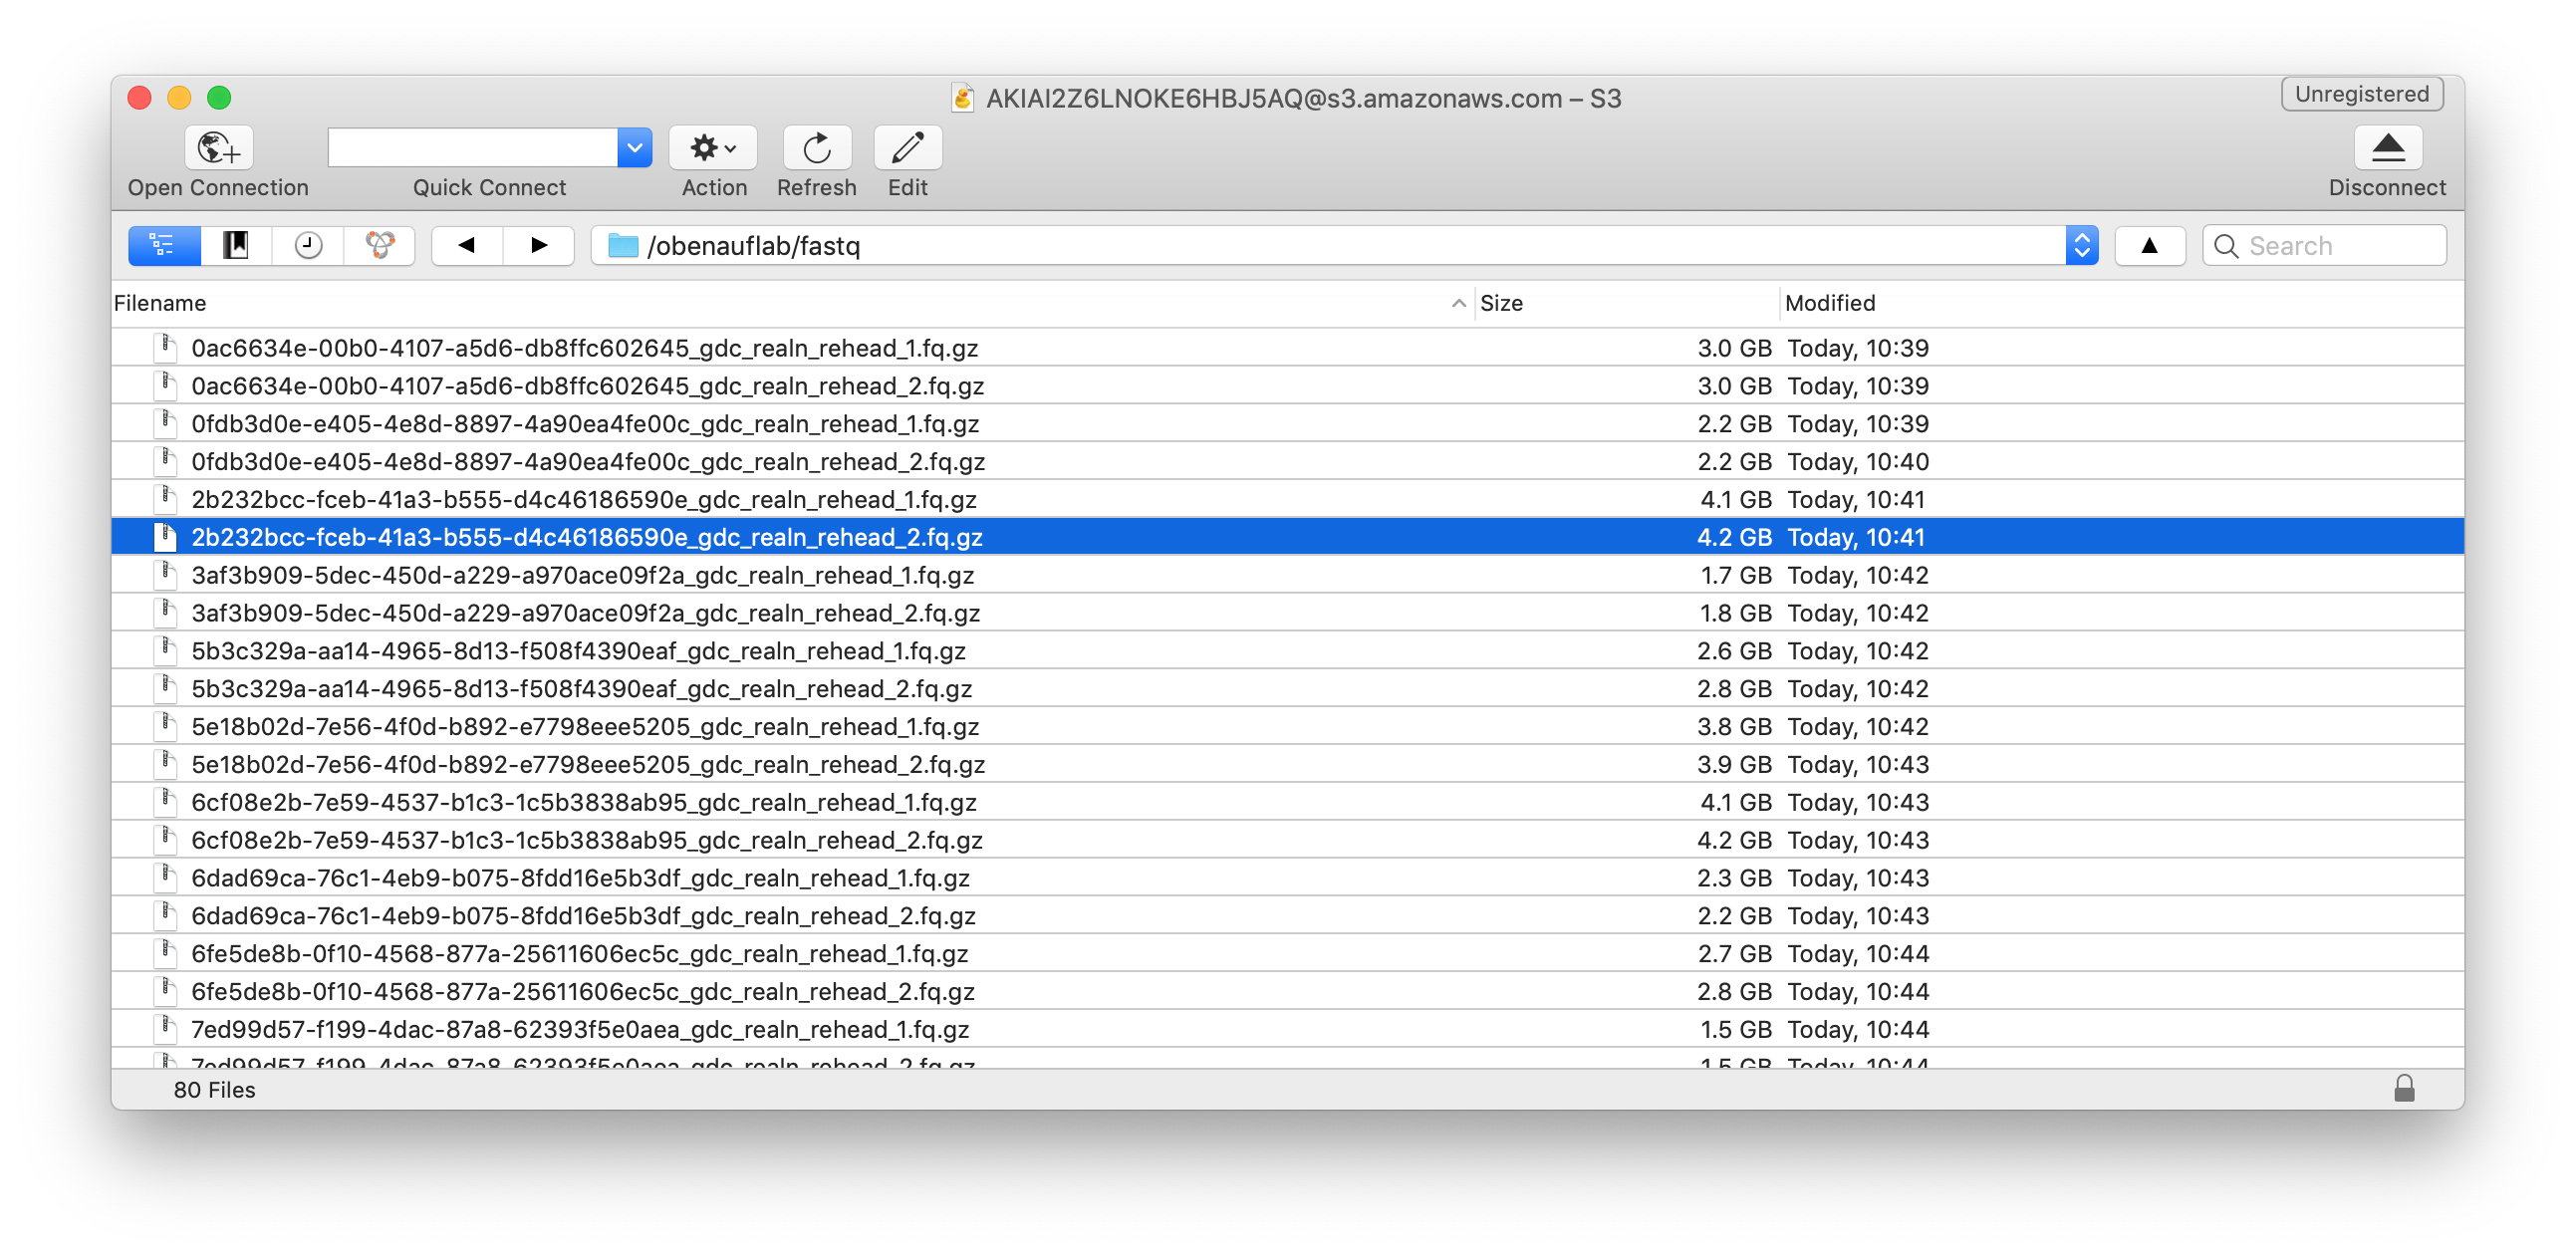 AKIAI2Z6LNOKE6HBJ5AQ@s3.amazonaws.com – S3
Unregistered
Open Connection
Quick Connect
Action
Refresh
Edit
Disconnect
/obenauflab/fastq
Search
Filename Size Modified
0ac6634e-00b0-4107-a5d6-db8ffc602645_gdc_realn_rehead_1.fq.gz 3.0 GB Today, 10:39
0ac6634e-00b0-4107-a5d6-db8ffc602645_gdc_realn_rehead_2.fq.gz 3.0 GB Today, 10:39
0fdb3d0e-e405-4e8d-8897-4a90ea4fe00c_gdc_realn_rehead_1.fq.gz 2.2 GB Today, 10:39
0fdb3d0e-e405-4e8d-8897-4a90ea4fe00c_gdc_realn_rehead_2.fq.gz 2.2 GB Today, 10:40
2b232bcc-fceb-41a3-b555-d4c46186590e_gdc_realn_rehead_1.fq.gz 4.1 GB Today, 10:41
2b232bcc-fceb-41a3-b555-d4c46186590e_gdc_realn_rehead_2.fq.gz 4.2 GB Today, 10:41
3af3b909-5dec-450d-a229-a970ace09f2a_gdc_realn_rehead_1.fq.gz 1.7 GB Today, 10:42
3af3b909-5dec-450d-a229-a970ace09f2a_gdc_realn_rehead_2.fq.gz 1.8 GB Today, 10:42
5b3c329a-aa14-4965-8d13-f508f4390eaf_gdc_realn_rehead_1.fq.gz 2.6 GB Today, 10:42
5b3c329a-aa14-4965-8d13-f508f4390eaf_gdc_realn_rehead_2.fq.gz 2.8 GB Today, 10:42
5e18b02d-7e56-4f0d-b892-e7798eee5205_gdc_realn_rehead_1.fq.gz 3.8 GB Today, 10:42
5e18b02d-7e56-4f0d-b892-e7798eee5205_gdc_realn_rehead_2.fq.gz 3.9 GB Today, 10:43
6cf08e2b-7e59-4537-b1c3-1c5b3838ab95_gdc_realn_rehead_1.fq.gz 4.1 GB Today, 10:43
6cf08e2b-7e59-4537-b1c3-1c5b3838ab95_gdc_realn_rehead_2.fq.gz 4.2 GB Today, 10:43
6dad69ca-76c1-4eb9-b075-8fdd16e5b3df_gdc_realn_rehead_1.fq.gz 2.3 GB Today, 10:43
6dad69ca-76c1-4eb9-b075-8fdd16e5b3df_gdc_realn_rehead_2.fq.gz 2.2 GB Today, 10:43
6fe5de8b-0f10-4568-877a-25611606ec5c_gdc_realn_rehead_1.fq.gz 2.7 GB Today, 10:44
6fe5de8b-0f10-4568-877a-25611606ec5c_gdc_realn_rehead_2.fq.gz 2.8 GB Today, 10:44
7ed99d57-f199-4dac-87a8-62393f5e0aea_gdc_realn_rehead_1.fq.gz 1.5 GB Today, 10:44
7ed99d57-f199-4dac-87a8-62393f5e0aea_gdc_realn_rehead_2.fq.gz 1.5 GB Today, 10:44
80 Files